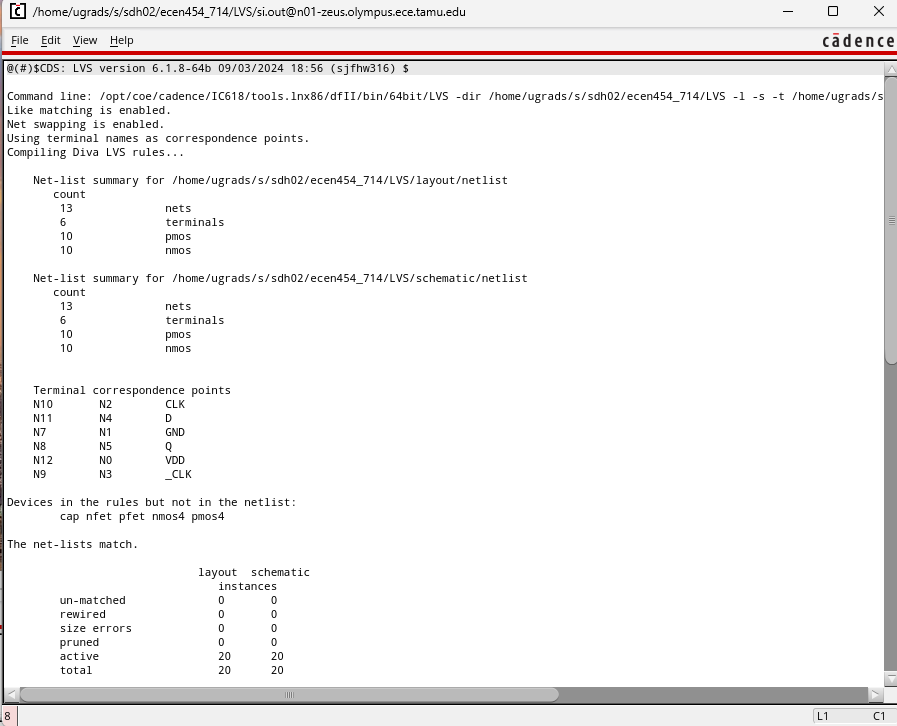 /home/ugrads/s/sdh02/ecen454_714/LVS/si.out@n01-zeus.olympus.ece.tamu.edu
File Edit View Help
cādence
@(#)$CDS: LVS version 6.1.8-64b 09/03/2024 18:56 (sjfhw316) $
Command line: /opt/coe/cadence/IC618/tools.lnx86/dfII/bin/64bit/LVS -dir /home/ugrads/s/sdh02/ecen454_714/LVS -l -s -t /home/ugrads/s
Like matching is enabled.
Net swapping is enabled.
Using terminal names as correspondence points.
Compiling Diva LVS rules...
Net-list summary for /home/ugrads/s/sdh02/ecen454_714/LVS/layout/netlist
count
13 nets
6 terminals
10 pmos
10 nmos
Net-list summary for /home/ugrads/s/sdh02/ecen454_714/LVS/schematic/netlist
count
13 nets
6 terminals
10 pmos
10 nmos
Terminal correspondence points
N10 N2 CLK
N11 N4 D
N7 N1 GND
N8 N5 Q
N12 N0 VDD
N9 N3 _CLK
Devices in the rules but not in the netlist:
cap nfet pfet nmos4 pmos4
The net-lists match.
layout schematic
instances
un-matched 0 0
rewired 0 0
size errors 0 0
pruned 0 0
active 20 20
total 20 20
8 L1 C1